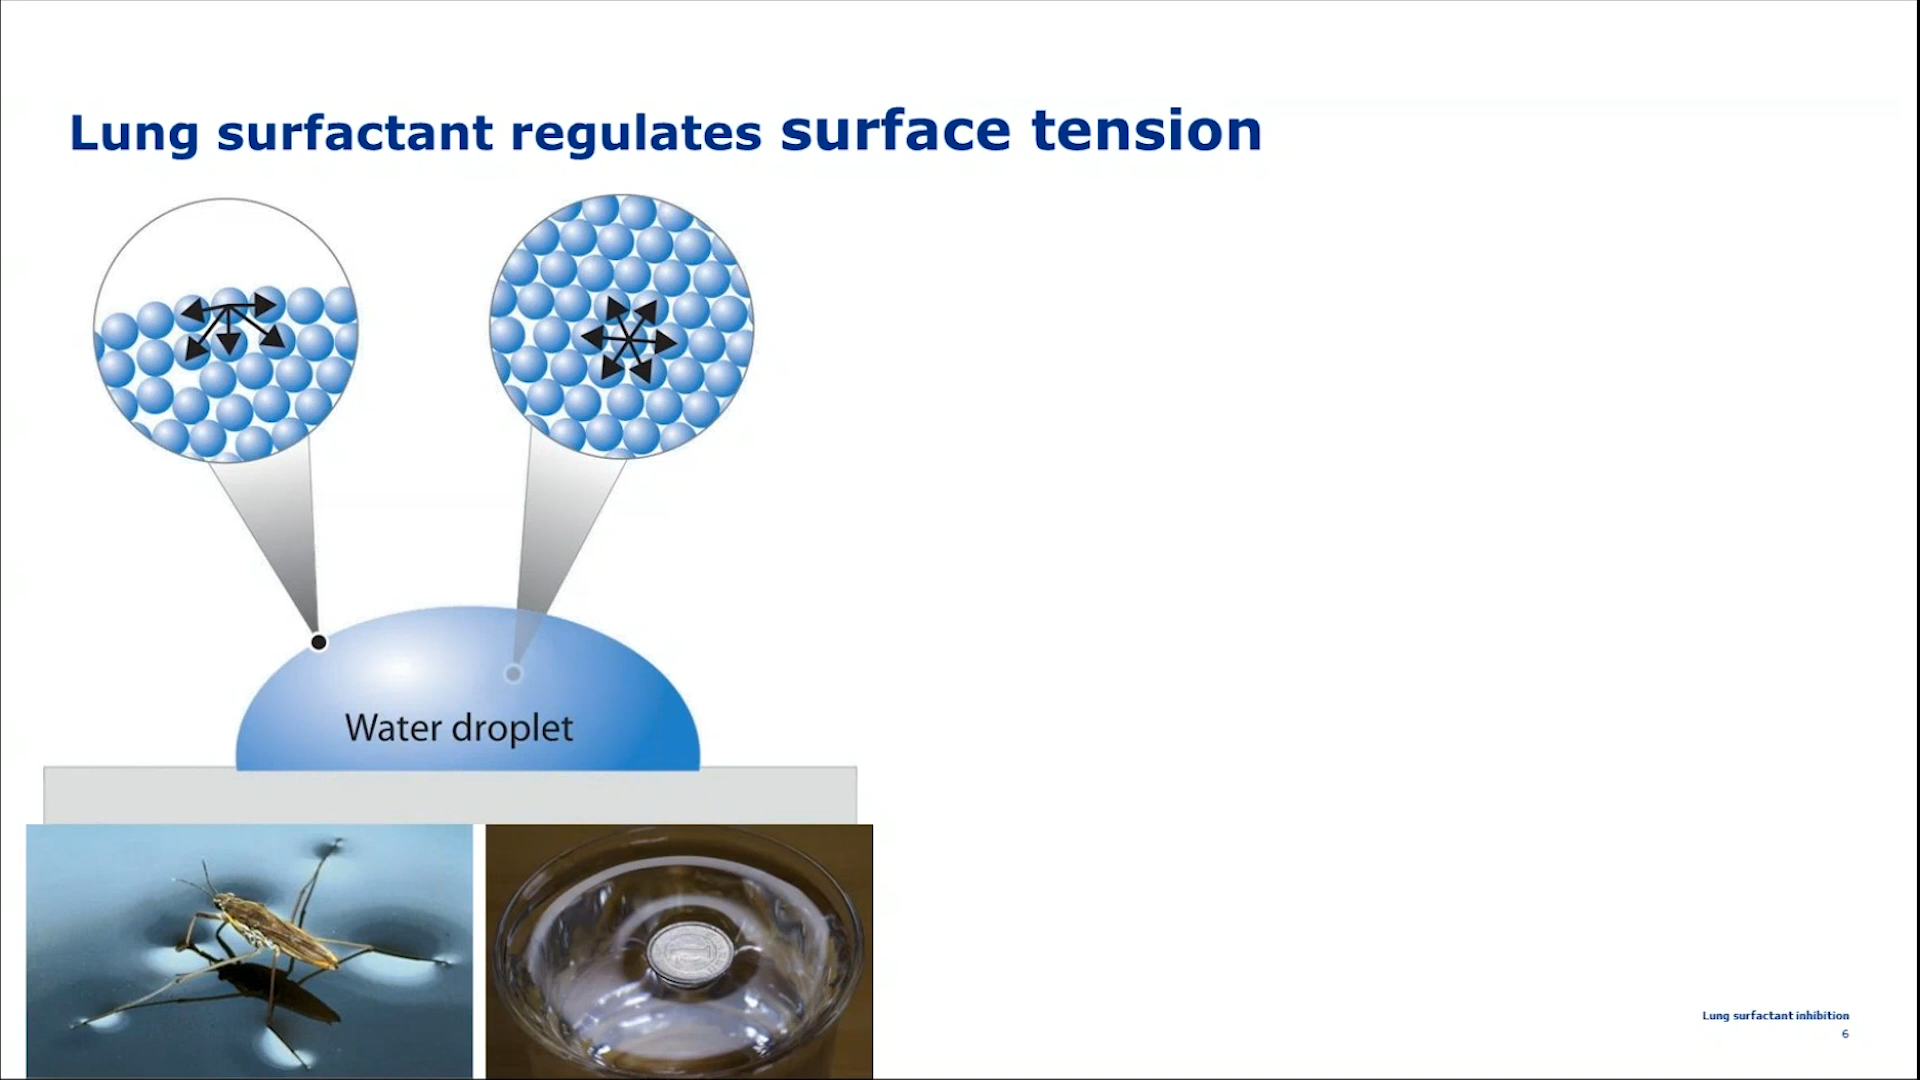 Lung surfactant regulates surface tension
Water droplet
Lung surfactant inhibition
6